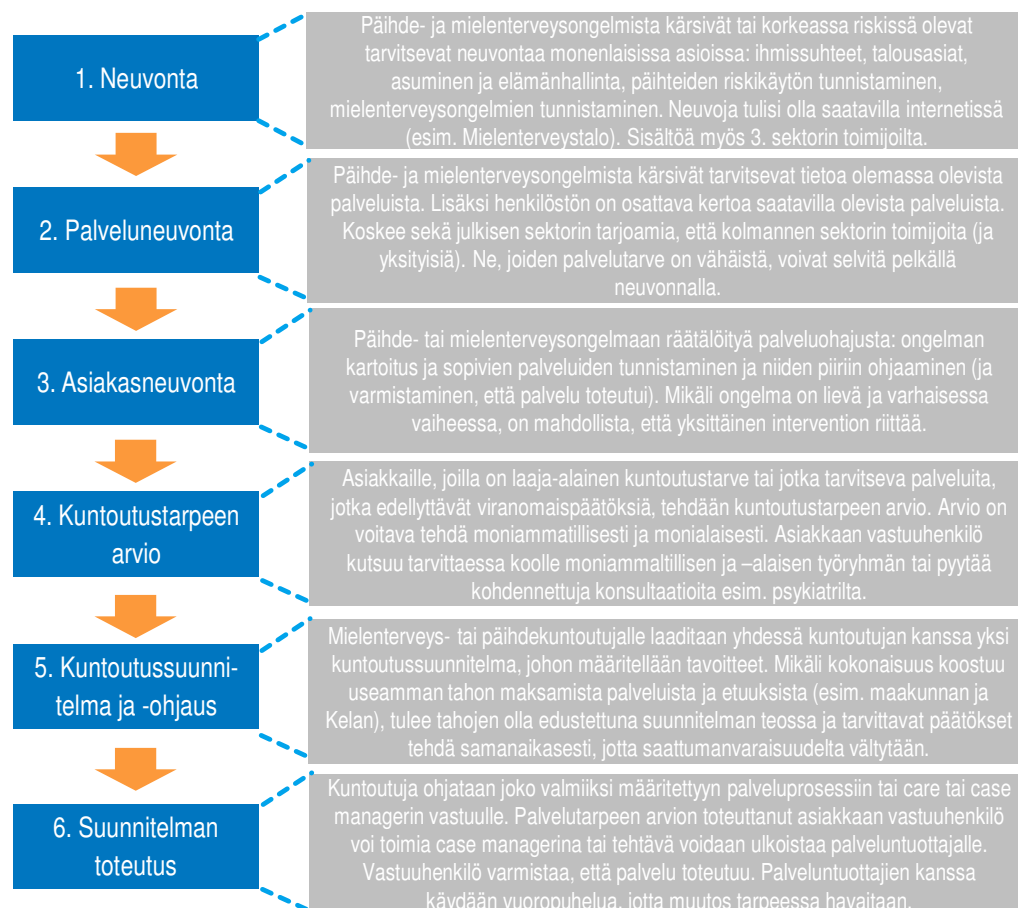 1. Neuvonta
Päihde- ja mielenterveysongelmista kärsivät tai korkeassa riskissä olevat
tarvitsevat neuvontaa monenlaisissa asioissa: ihmissuhteet, talousasiat,
asuminen ja elämänhallinta, päihteiden riskikäytön tunnistaminen,
mielenterveysongelmien tunnistaminen. Neuvoja tulisi olla saatavilla internetissä
(esim. Mielenterveystalo). Sisältöä myös 3. sektorin toimijoilta.
2. Palveluneuvonta
Päihde- ja mielenterveysongelmista kärsivät tarvitsevat tietoa olemassa olevista
palveluista. Lisäksi henkilöstön on osattava kertoa saatavilla olevista palveluista.
Koskee sekä julkisen sektorin tarjoamia, että kolmannen sektorin toimijoita (ja
yksityisiä). Ne, joiden palvelutarve on vähäistä, voivat selvitä pelkällä
neuvonnalla.
3. Asiakasneuvonta
Päihde- tai mielenterveysongelmaan räätälöityä palveluohajusta: ongelman
kartoitus ja sopivien palveluiden tunnistaminen ja niiden piiriin ohjaaminen (ja
varmistaminen, että palvelu toteutui). Mikäli ongelma on lievä ja varhaisessa
vaiheessa, on mahdollista, että yksittäinen intervention riittää.
4. Kuntoutustarpeen
arvio
Asiakkaille, joilla on laaja-alainen kuntoutustarve tai jotka tarvitseva palveluita,
jotka edellyttävät viranomaispäätöksiä, tehdään kuntoutustarpeen arvio. Arvio on
voitava tehdä moniammatillisesti ja monialaisesti. Asiakkaan vastuuhenkilö
kutsuu tarvittaessa koolle moniammaltillisen ja –alaisen työryhmän tai pyytää
kohdennettuja konsultaatioita esim. psykiatrilta.
5. Kuntoutussuunni-
telma ja -ohjaus
Mielenterveys- tai päihdekuntoutujalle laaditaan yhdessä kuntoutujan kanssa yksi
kuntoutussuunnitelma, johon määritellään tavoitteet. Mikäli kokonaisuus koostuu
useamman tahon maksamista palveluista ja etuuksista (esim. maakunnan ja
Kelan), tulee tahojen olla edustettuna suunnitelman teossa ja tarvittavat päätökset
tehdä samanaikasesti, jotta saattumanvaraisuudelta vältytään.
6. Suunnitelman
toteutus
Kuntoutuja ohjataan joko valmiiksi määritettyyn palveluprosessiin tai care tai case
managerin vastuulle. Palvelutarpeen arvion toteuttanut asiakkaan vastuuhenkilö
voi toimia case managerina tai tehtävä voidaan ulkoistaa palveluntuottajalle.
Vastuuhenkilö varmistaa, että palvelu toteutuu. Palveluntuottajien kanssa
käydään vuoropuhelua, jotta muutos tarpeessa havaitaan.